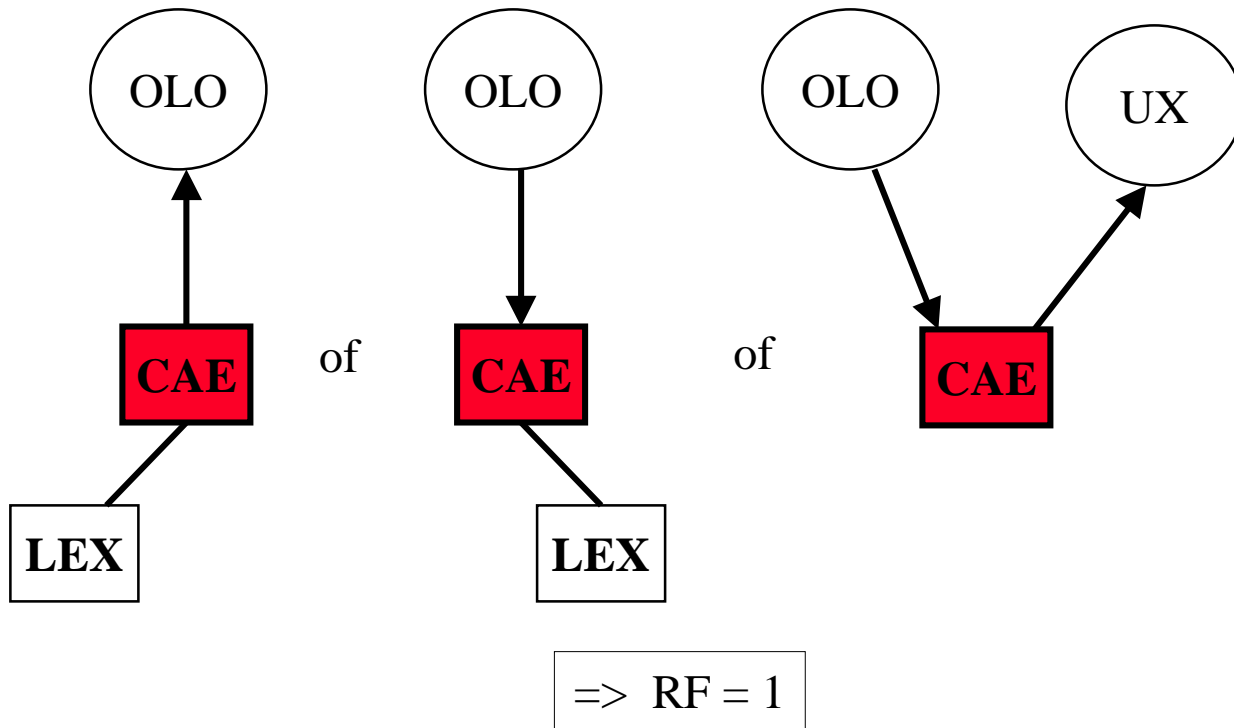 OLO
OLO
OLO
UX
CAE
of
CAE
of
CAE
LEX
LEX
=> RF = 1